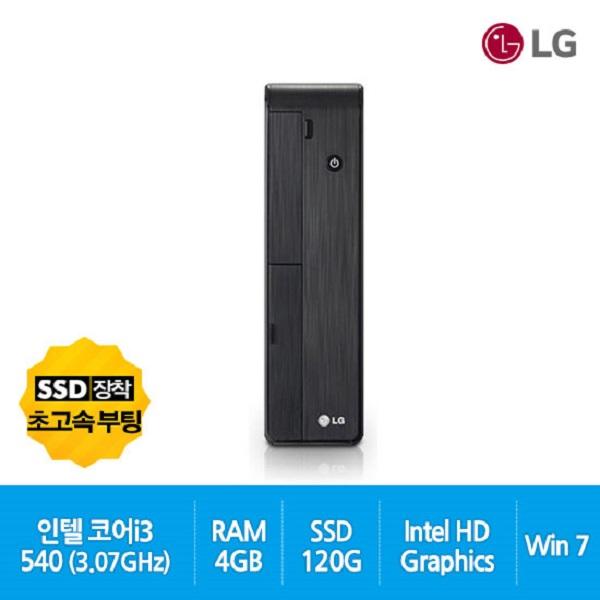 LG
LG
SSD 장착
초고속 부팅
인텔 코어i3
540 (3.07GHz)
RAM
4GB
SSD
120G
Intel HD
Graphics
Win 7